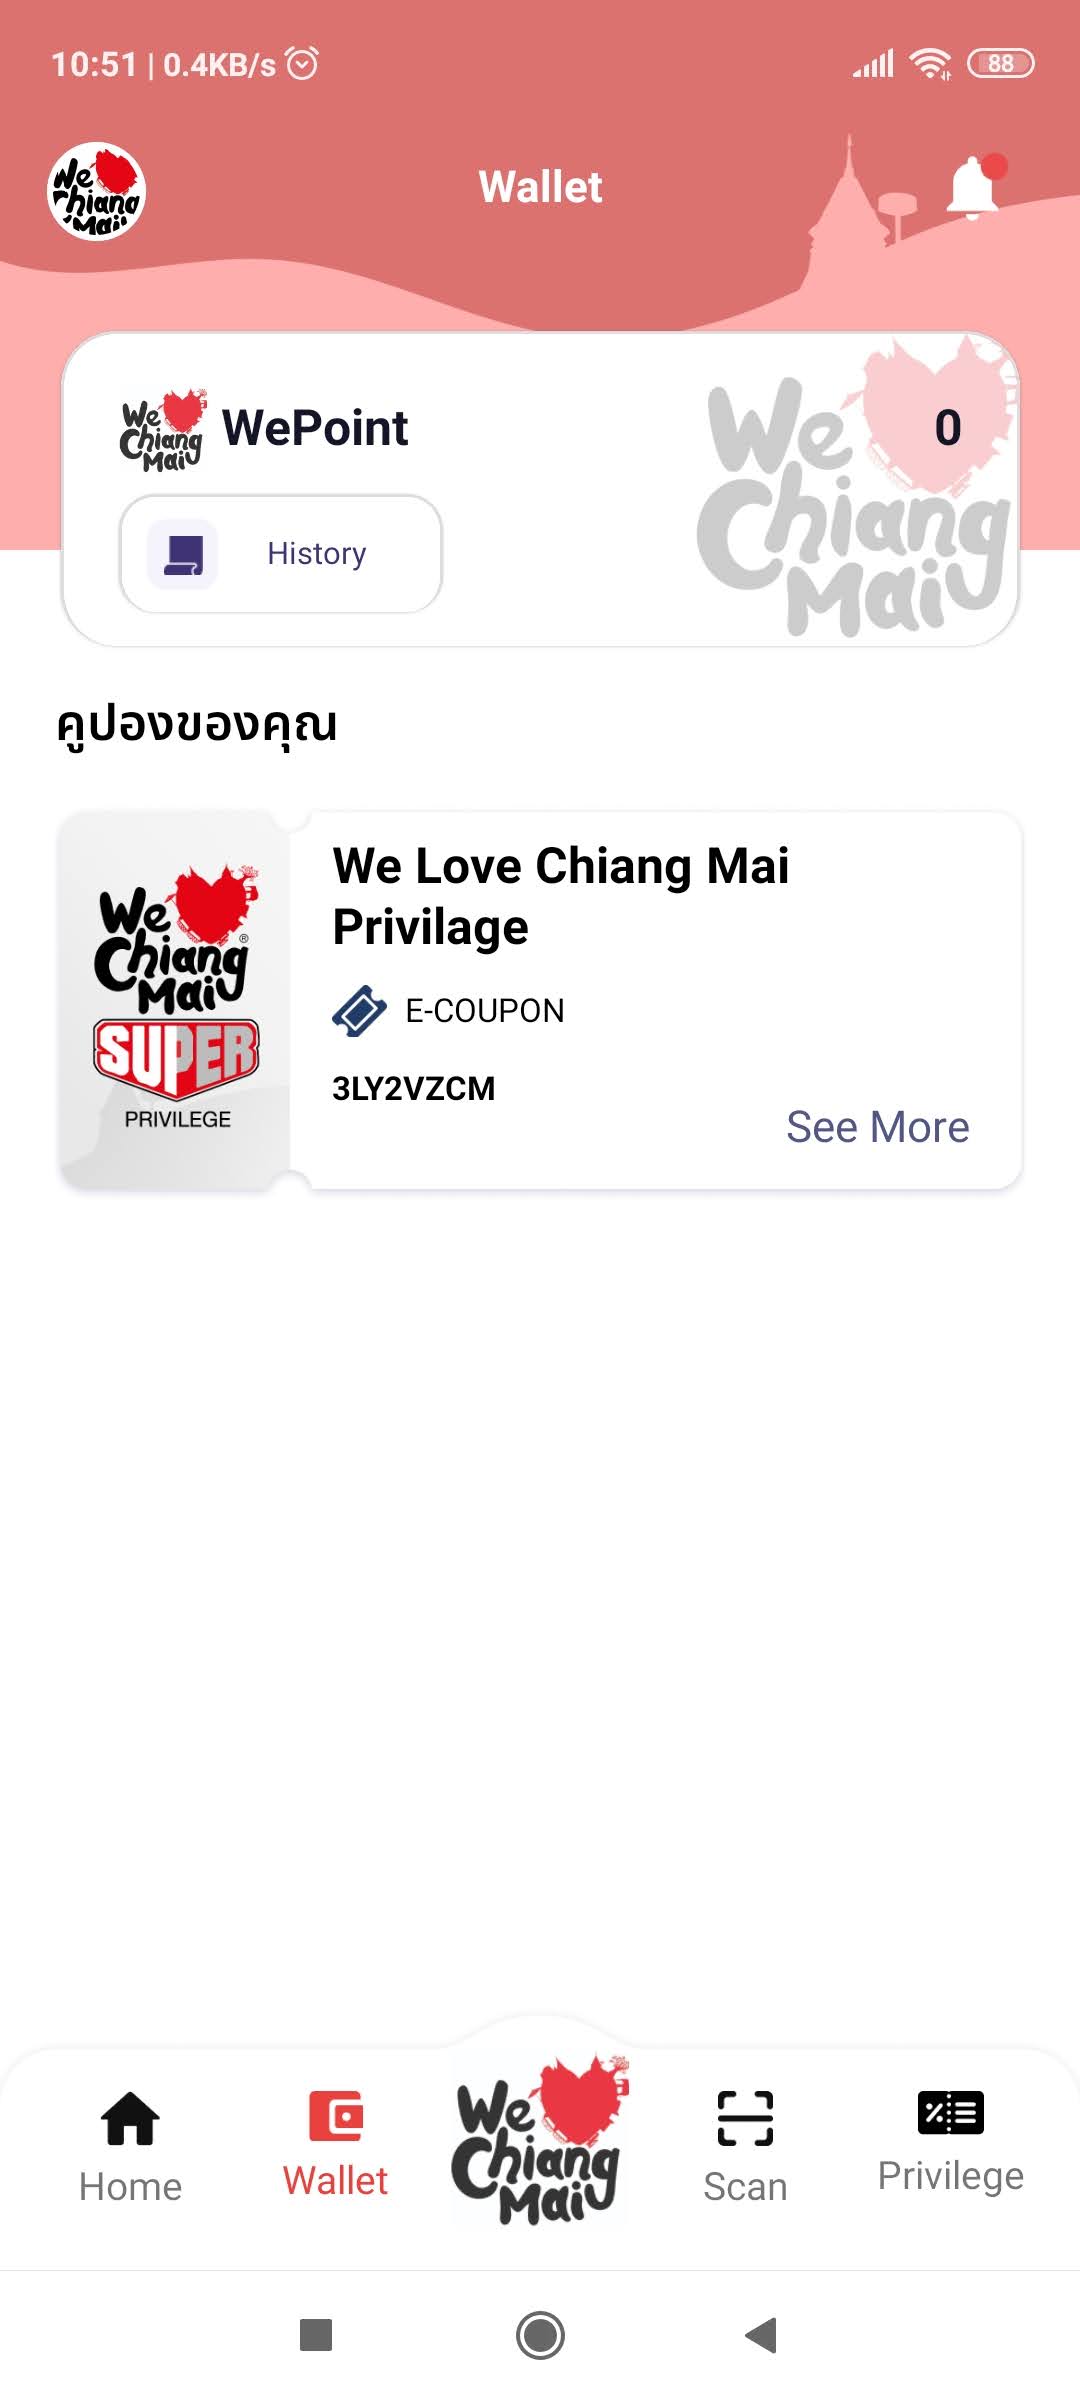 10:51 | 0.4KB/s
88
We Chiang Mai
Wallet
We
Chiang
Mai
WePoint
0
We
Chiang
Mai
History
คูปองของคุณ
We
Chiang
Mai
®
SUPER
PRIVILEGE
We Love Chiang Mai
Privilage
E-COUPON
3LY2VZCM
See More
Home
Wallet
We
Chiang
Mai
Scan
Privilege